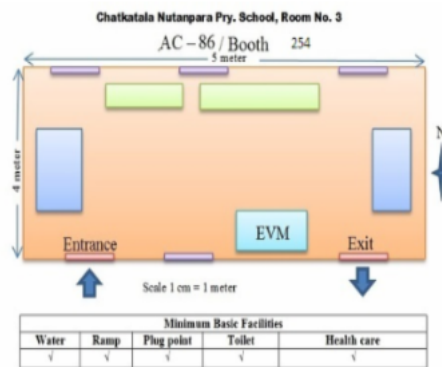 Chatkatala Nutanpara Pry. School, Room No. 3
AC – 86 / Booth 254
5 meter
4 meter
N
EVM
Entrance
Exit
Scale 1 cm = 1 meter
Minimum Basic Facilities
Water Ramp Plug point Toilet Health care
√ √ √ √ √